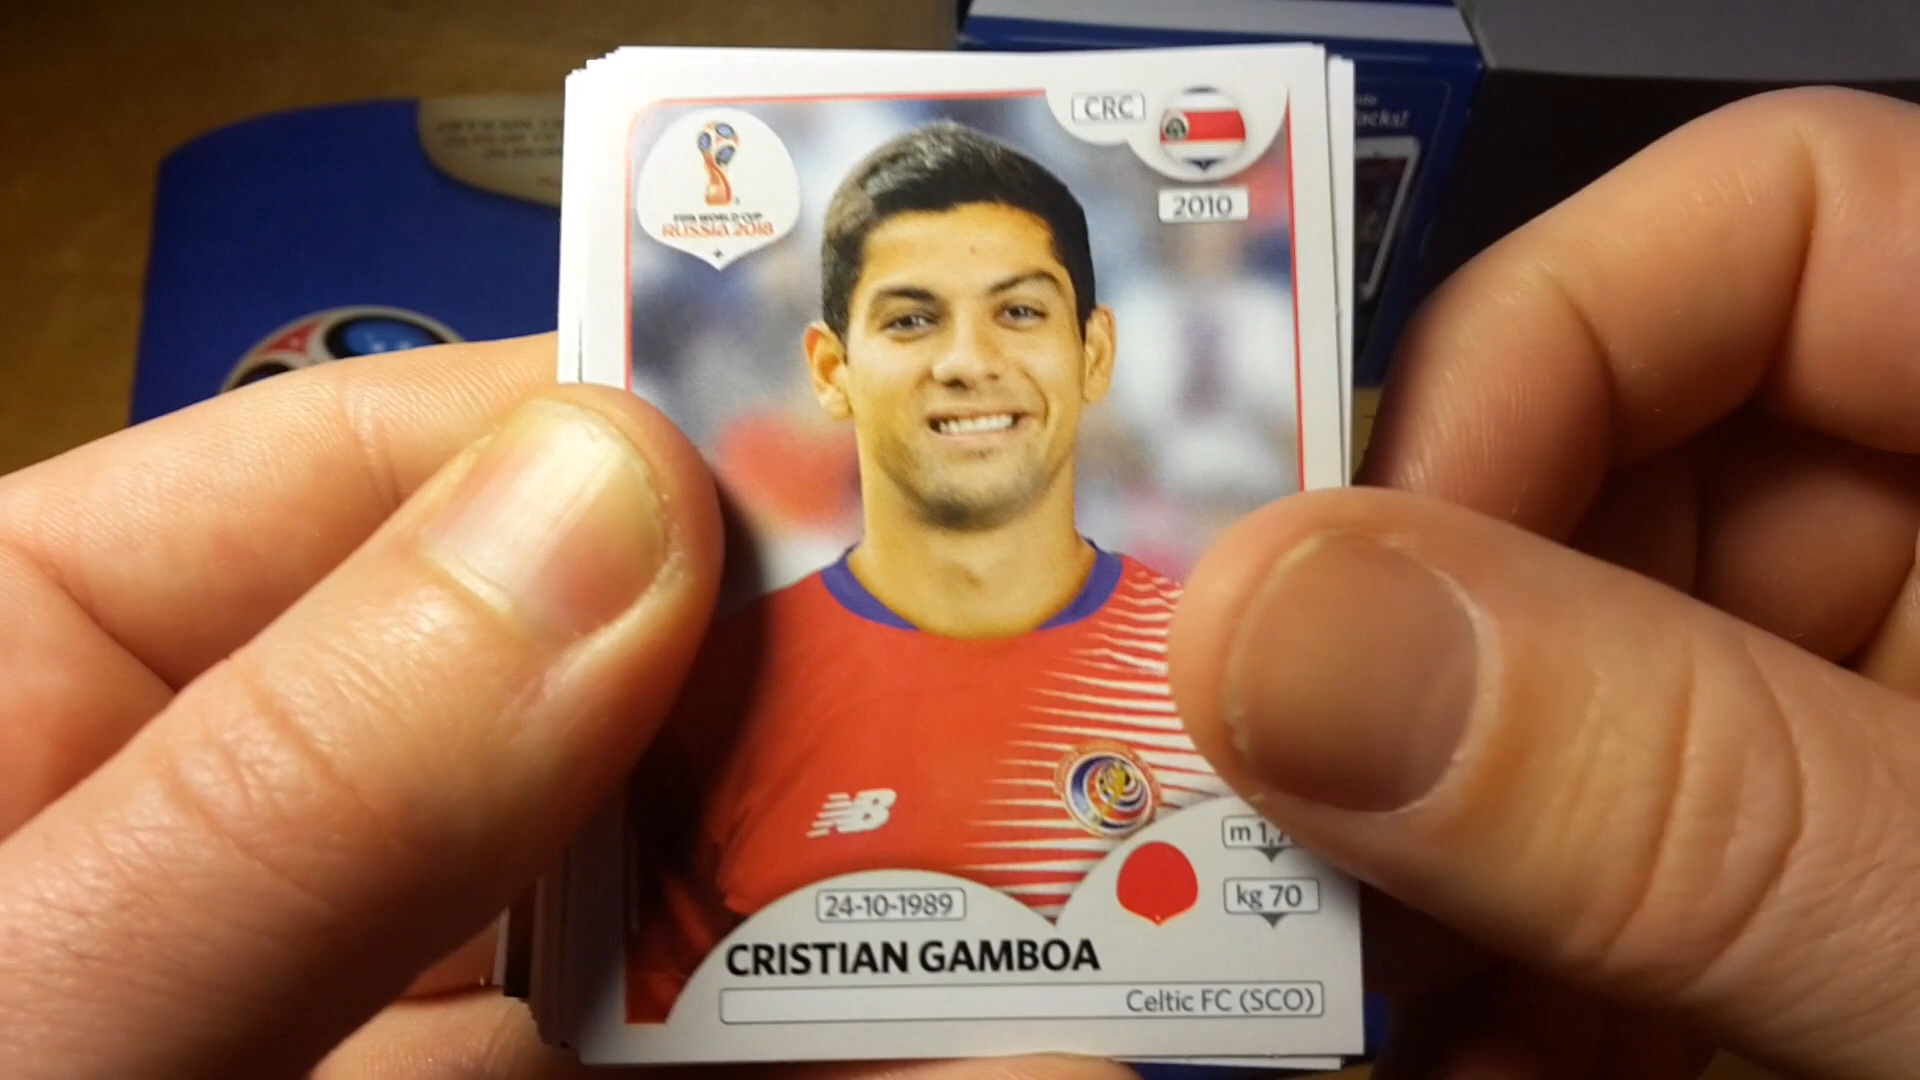 CRC
2010
FIFA WORLD CUP
RUSSIA 2018
NB
m 1,7
kg 70
24-10-1989
CRISTIAN GAMBOA
Celtic FC (SCO)